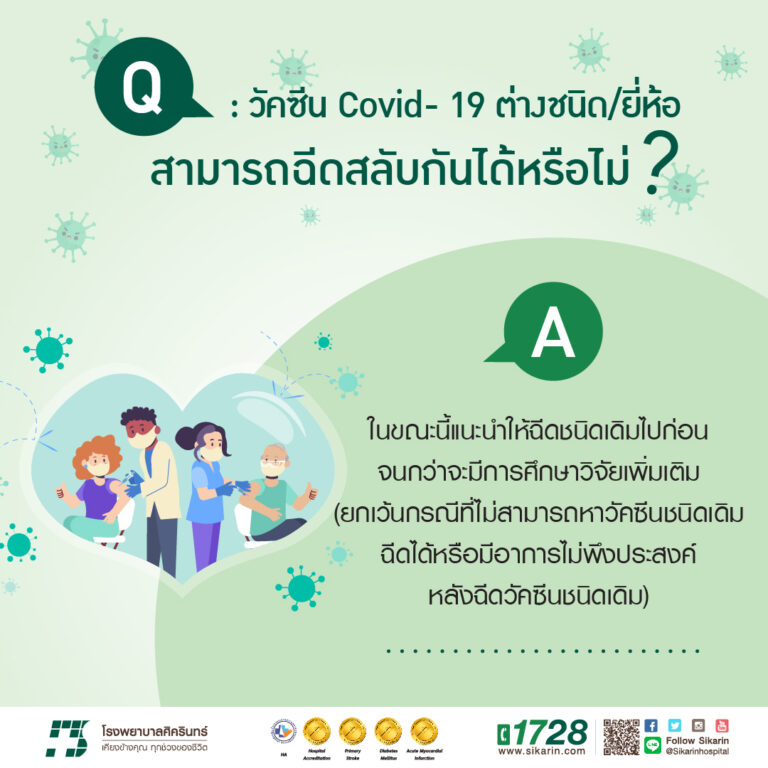 Q
: วัคซีน Covid- 19 ต่างชนิด/ยี่ห้อ
สามารถฉีดสลับกันได้หรือไม่ ?
A
ในขณะนี้แนะนำให้ฉีดชนิดเดิมไปก่อน
จนกว่าจะมีการศึกษาวิจัยเพิ่มเติม
(ยกเว้นกรณีที่ไม่สามารถหาวัคซีนชนิดเดิม
ฉีดได้หรือมีอาการไม่พึงประสงค์
หลังฉีดวัคซีนชนิดเดิม)
โรงพยาบาลศิครินทร์
เคียงข้างคุณ ทุกช่วงของชีวิต
HA
Hospital Accreditation
Primary Stroke
Diabetes Mellitus
Acute Myocardial Infarction
1728
www.sikarin.com
Follow Sikarin
@Sikarinhospital